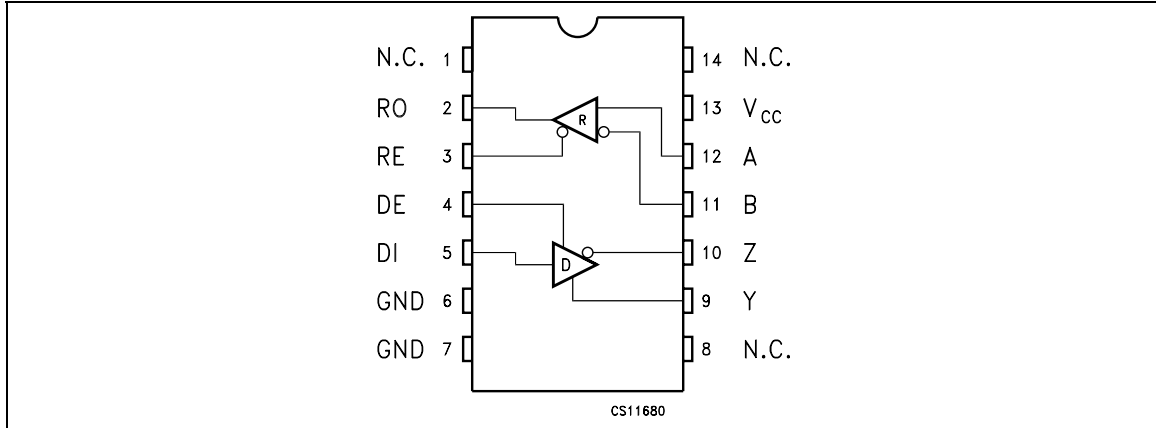 N.C. 1 14 N.C.
RO 2 R 13 VCC
RE 3 12 A
DE 4 11 B
DI 5 D 10 Z
GND 6 9 Y
GND 7 8 N.C.
CS11680